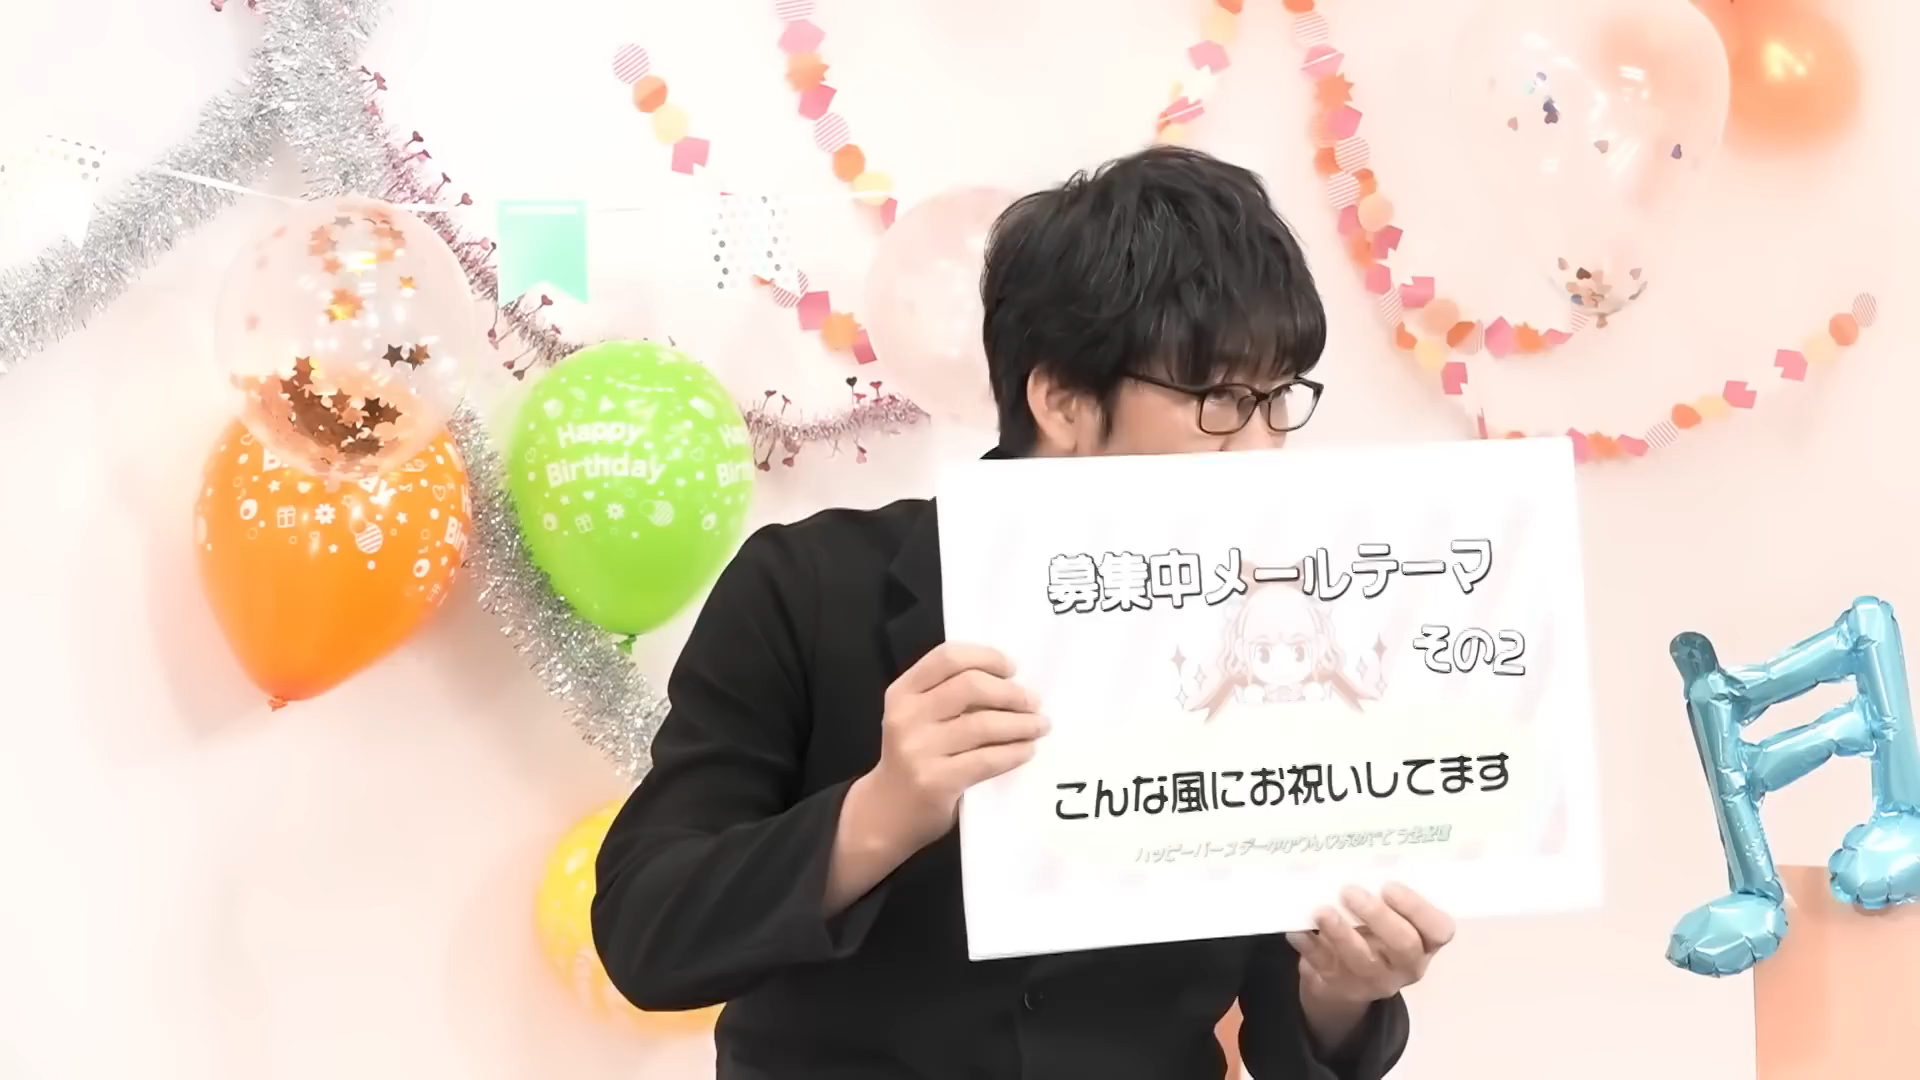 Happy
Birthday
募集中メールテーマ
その2
こんな風にお祝いしてます